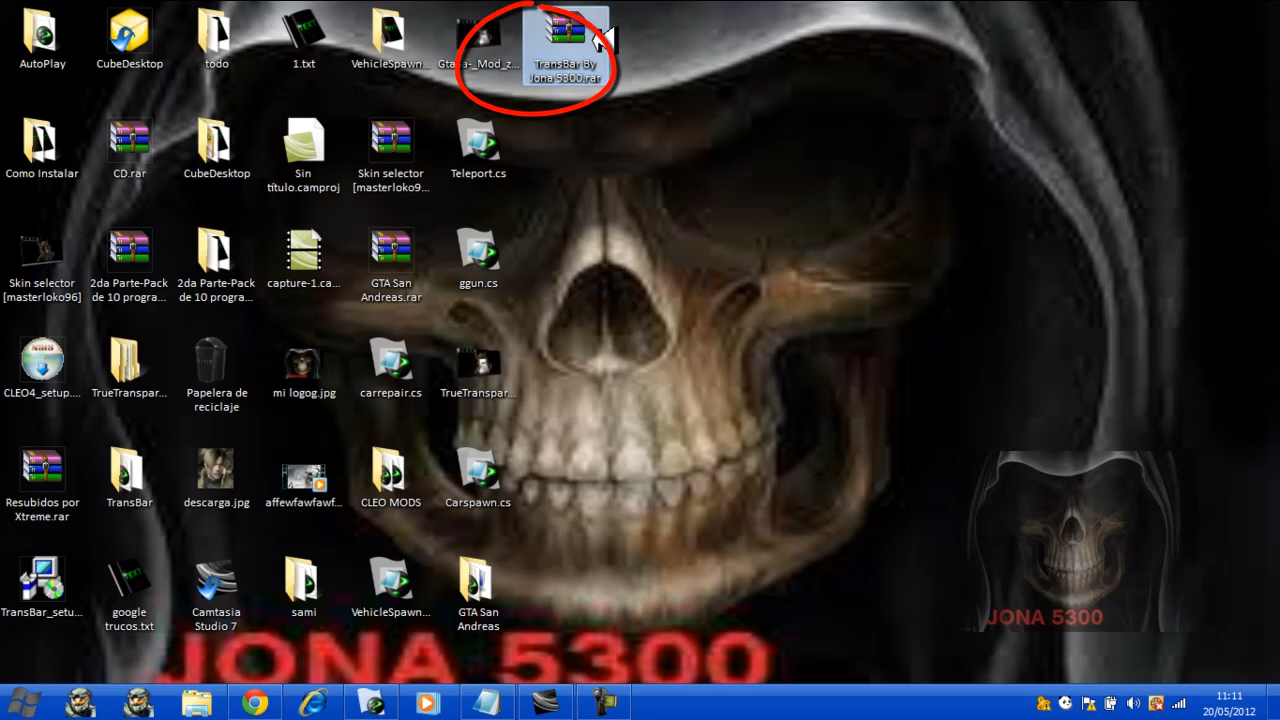 AutoPlay
CubeDesktop
todo
1.txt
VehicleSpawn...
TransBar By
Jona 5300.rar
Como Instalar
CD.rar
CubeDesktop
Sin
título.camproj
Skin selector
[masterloko9...
Teleport.cs
Skin selector
[masterloko96]
2da Parte-Pack
de 10 progra...
2da Parte-Pack
de 10 progra...
capture-1.ca...
GTA San
Andreas.rar
ggun.cs
CLEO4_setup....
TrueTranspar...
Papelera de
reciclaje
mi logog.jpg
carrepair.cs
TrueTranspar...
Resubidos por
Xtreme.rar
TransBar
descarga.jpg
affewfawfawf...
CLEO MODS
Carspawn.cs
TransBar_setu...
google
trucos.txt
Camtasia
Studio 7
sami
VehicleSpawn...
GTA San
Andreas
JONA 5300
JONA 5300
11:11
20/05/2012